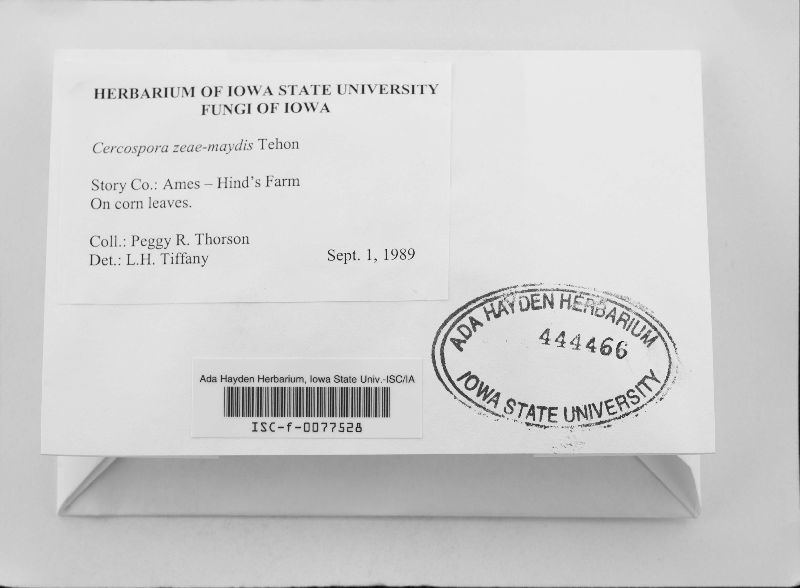 HERBARIUM OF IOWA STATE UNIVERSITY
FUNGI OF IOWA
Cercospora zeae-maydis Tehon
Story Co.: Ames – Hind's Farm
On corn leaves.
Coll.: Peggy R. Thorson
Det.: L.H. Tiffany Sept. 1, 1989
ADA HAYDEN HERBARIUM
444466
IOWA STATE UNIVERSITY
Ada Hayden Herbarium, Iowa State Univ.-ISC/IA
ISC-f-0077528